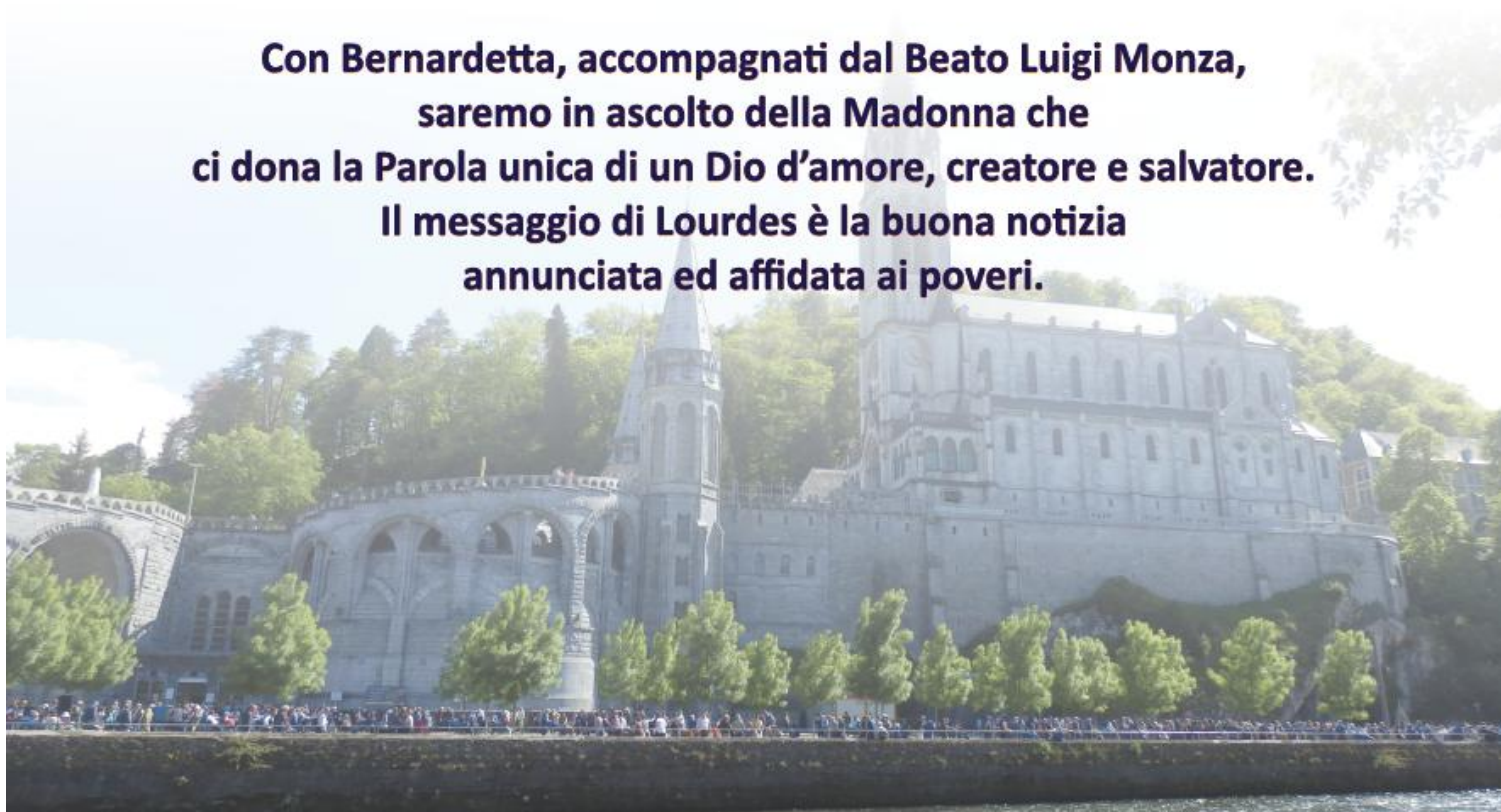 Con Bernardetta, accompagnati dal Beato Luigi Monza,
saremo in ascolto della Madonna che
ci dona la Parola unica di un Dio d’amore, creatore e salvatore.
Il messaggio di Lourdes è la buona notizia
annunciata ed affidata ai poveri.